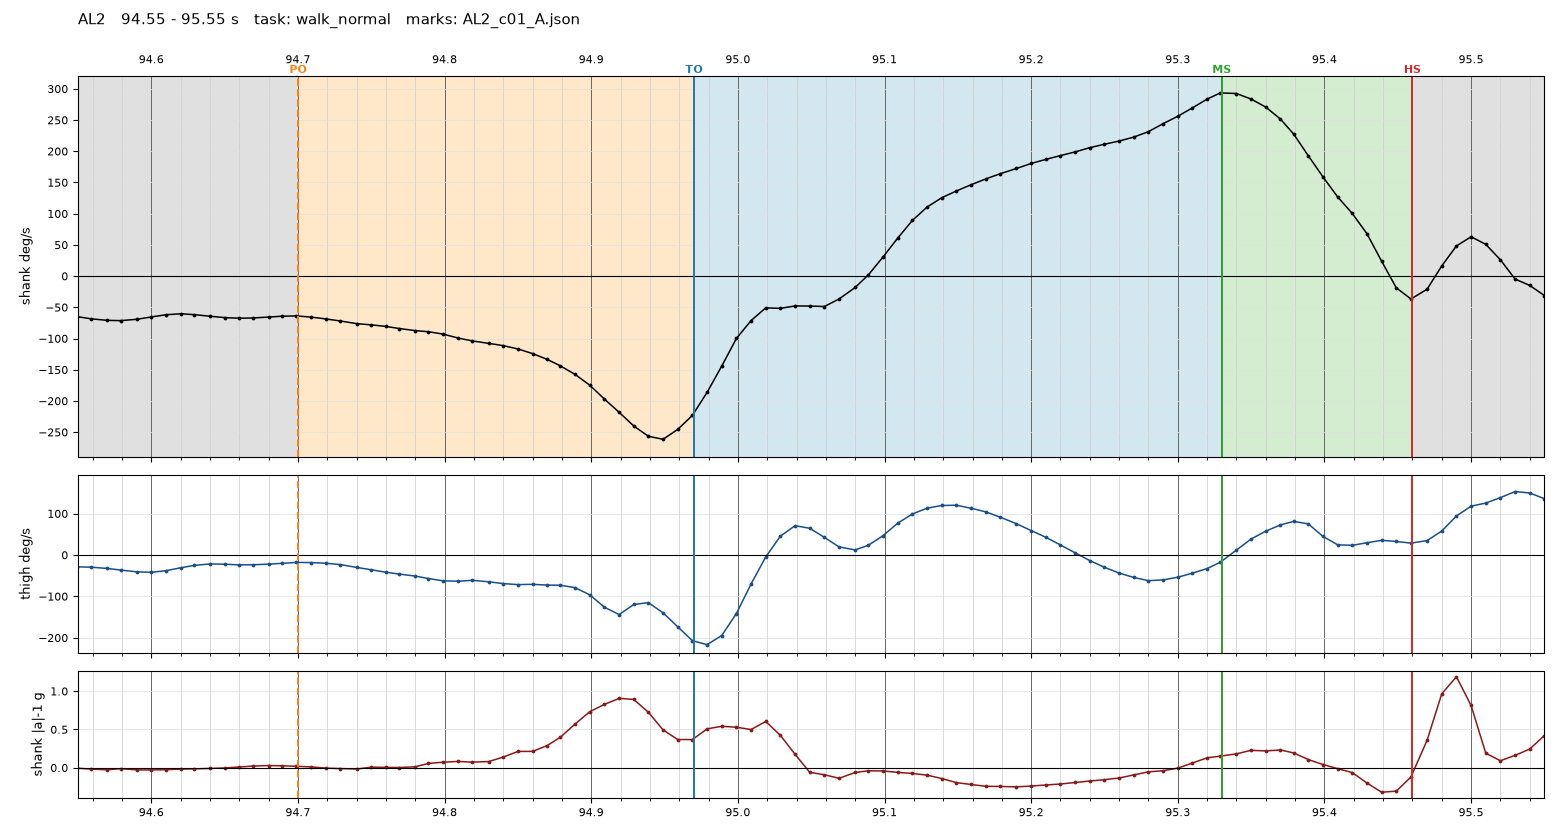 AL2   94.55 - 95.55 s   task: walk_normal   marks: AL2_c01_A.json
94.6 94.7 94.8 94.9 95.0 95.1 95.2 95.3 95.4 95.5
PO TO MS HS
shank deg/s
300
250
200
150
100
50
0
−50
−100
−150
−200
−250
thigh deg/s
100
0
−100
−200
shank |a|-1 g
1.0
0.5
0.0
94.6 94.7 94.8 94.9 95.0 95.1 95.2 95.3 95.4 95.5